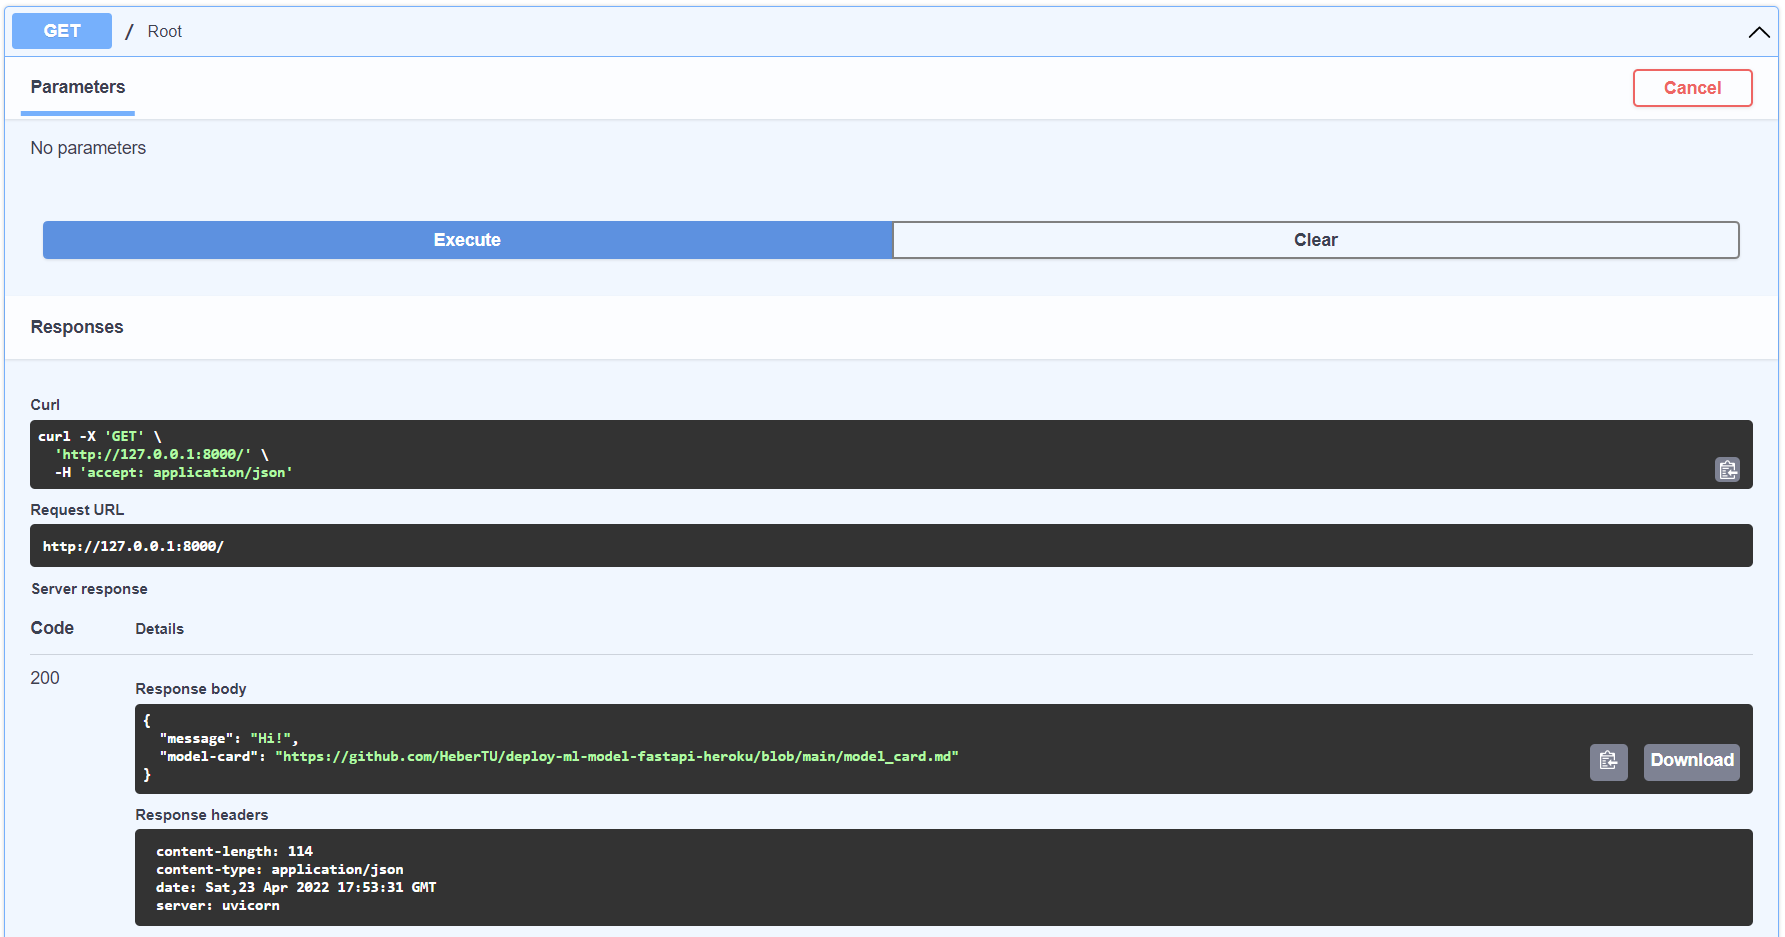 GET / Root
Parameters
Cancel
No parameters
Execute
Clear
Responses
Curl
curl -X 'GET' \
  'http://127.0.0.1:8000/' \
  -H 'accept: application/json'
Request URL
http://127.0.0.1:8000/
Server response
Code Details
200
Response body
{
  "message": "Hi!",
  "model-card": "https://github.com/HeberTU/deploy-ml-model-fastapi-heroku/blob/main/model_card.md"
}
Download
Response headers
content-length: 114
content-type: application/json
date: Sat,23 Apr 2022 17:53:31 GMT
server: uvicorn